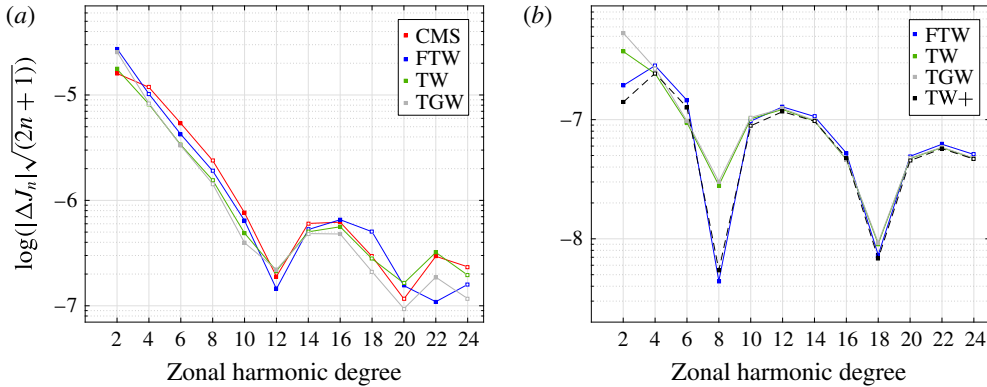 (a)
CMS
FTW
TW
TGW
−5
−6
−7
log(|ΔJn|√(2n + 1))
2 4 6 8 10 12 14 16 18 20 22 24
Zonal harmonic degree
(b)
FTW
TW
TGW
TW+
−7
−8
2 4 6 8 10 12 14 16 18 20 22 24
Zonal harmonic degree